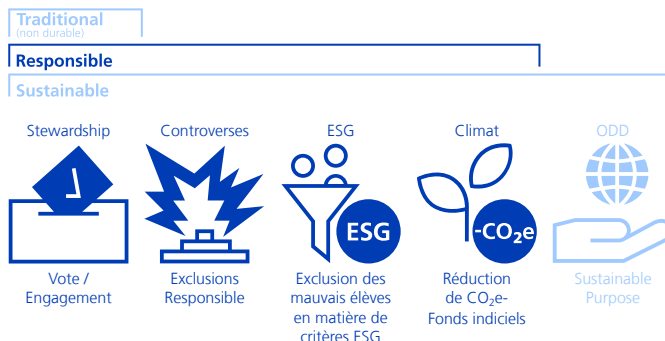 Traditional
(non durable)
Responsible
Sustainable
Stewardship
Controverses
ESG
Climat
ODD
ESG
-CO₂e
Vote /
Engagement
Exclusions
Responsible
Exclusion des
mauvais élèves
en matière de
critères ESG
Réduction
de CO₂e-
Fonds indiciels
Sustainable
Purpose